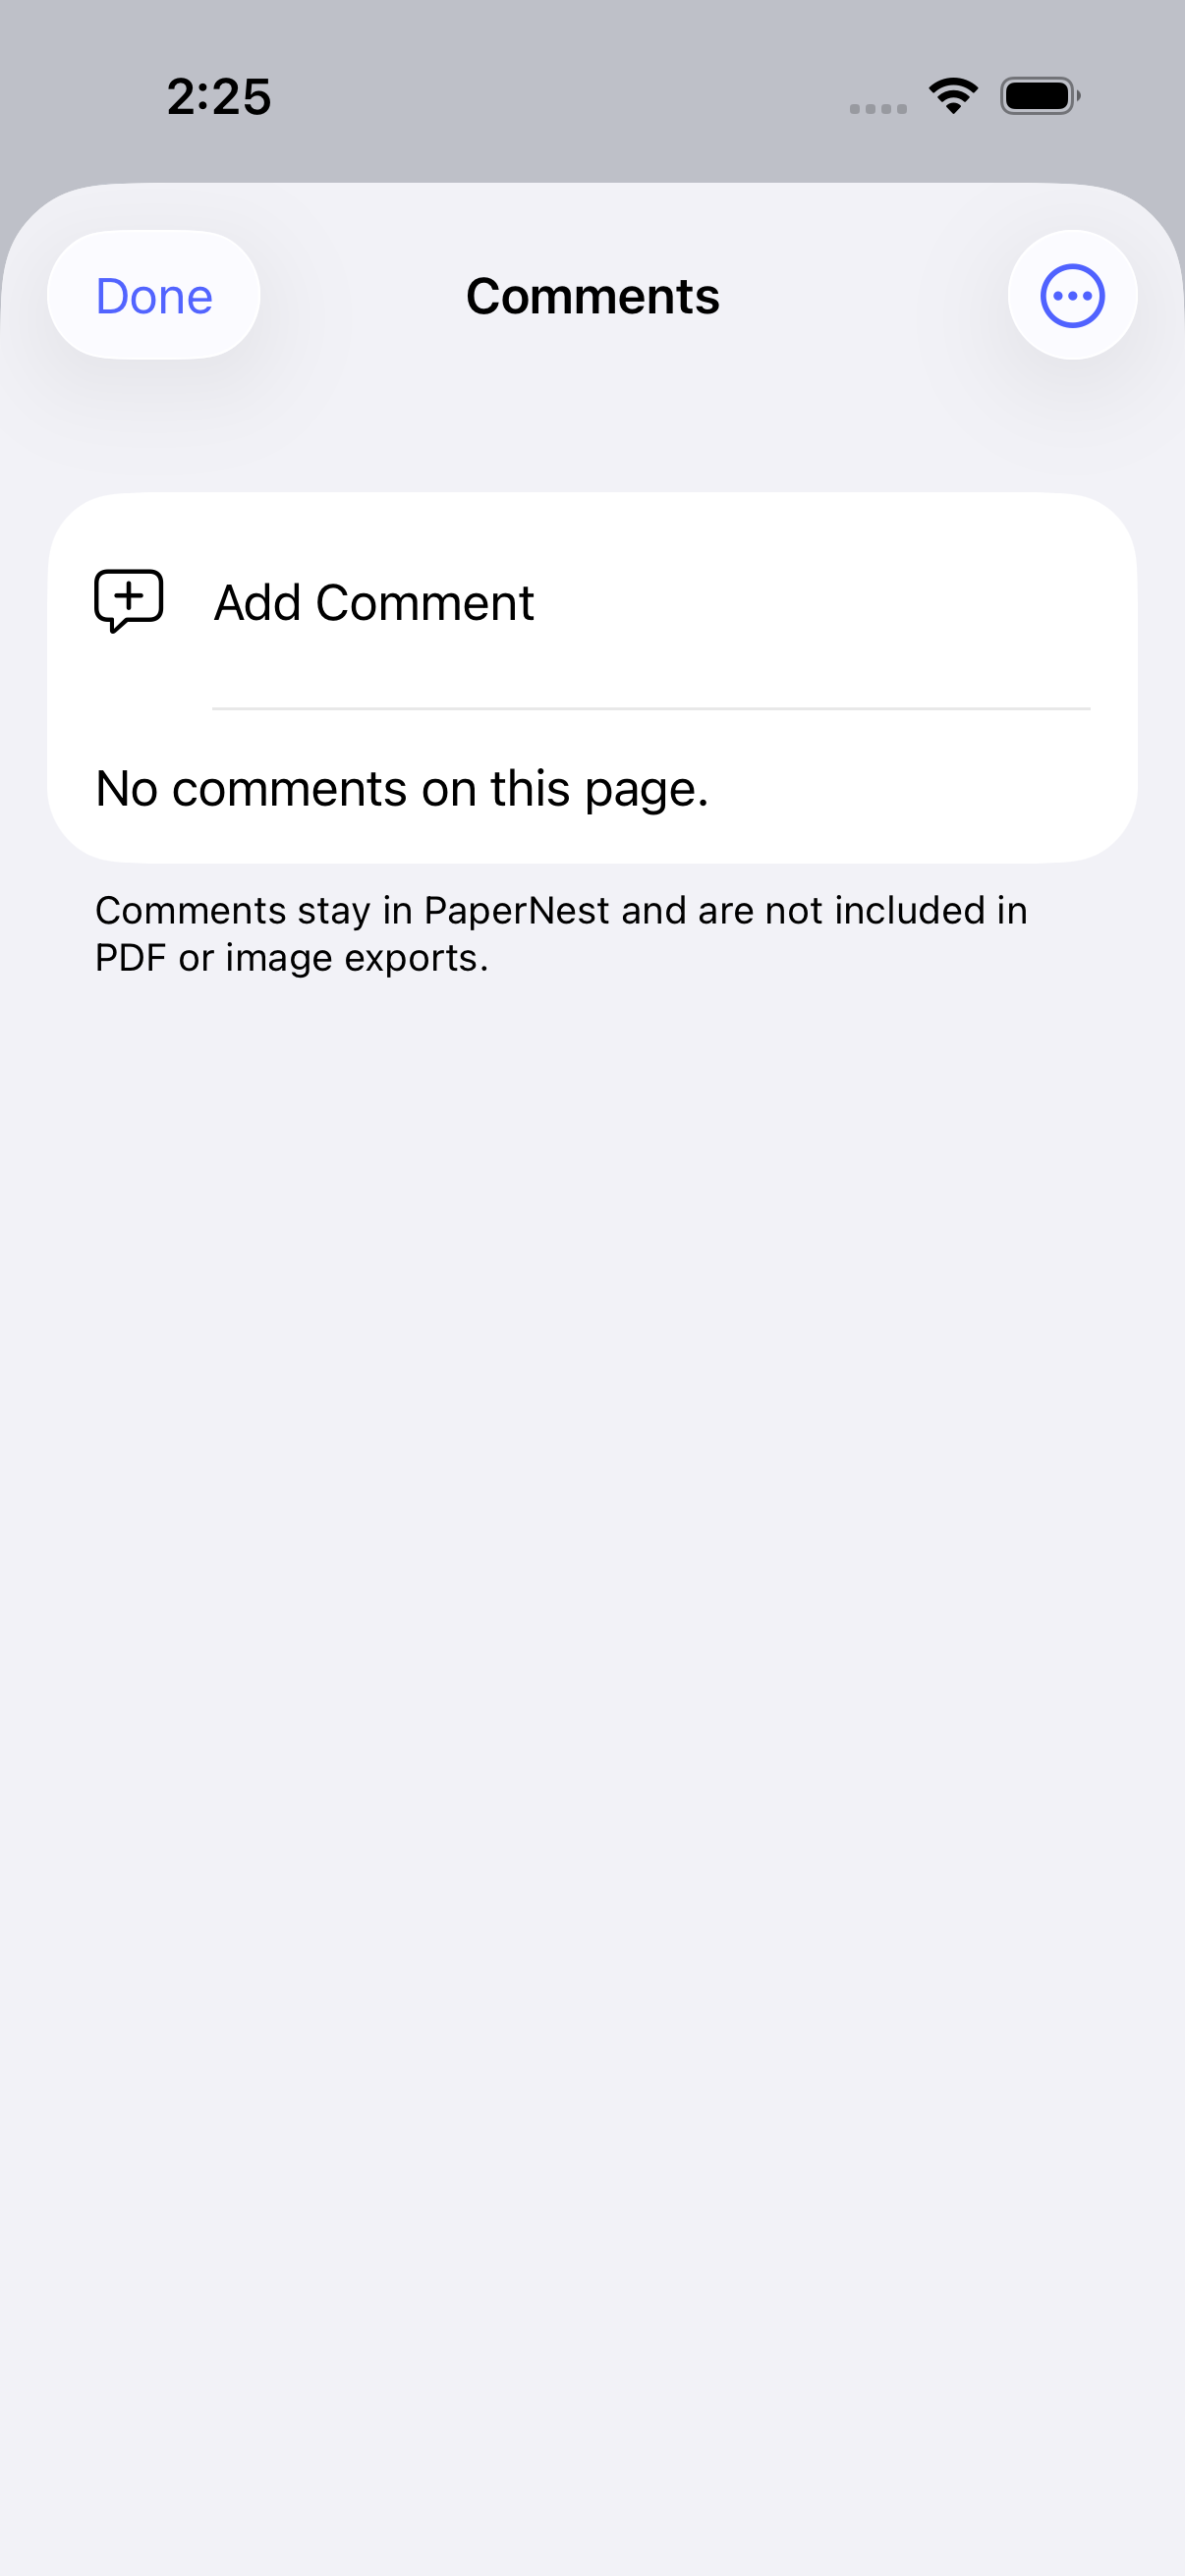 2:25
Done
Comments
Add Comment
No comments on this page.
Comments stay in PaperNest and are not included in
PDF or image exports.